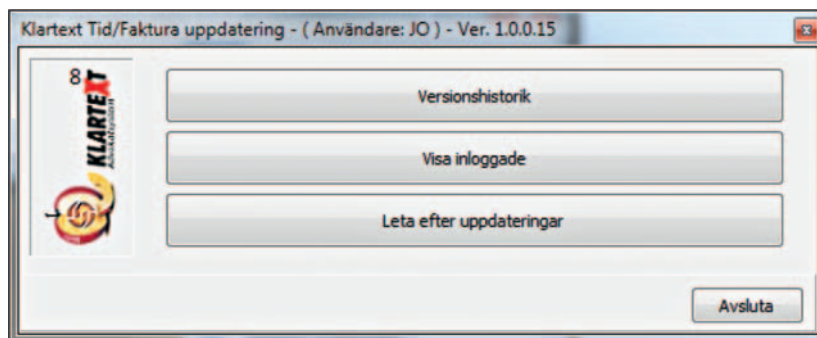 Klartext Tid/Faktura uppdatering - ( Användare: JO ) - Ver. 1.0.0.15
8
KLARTEXT
Advokatsystem
Versionshistorik
Visa inloggade
Leta efter uppdateringar
Avsluta